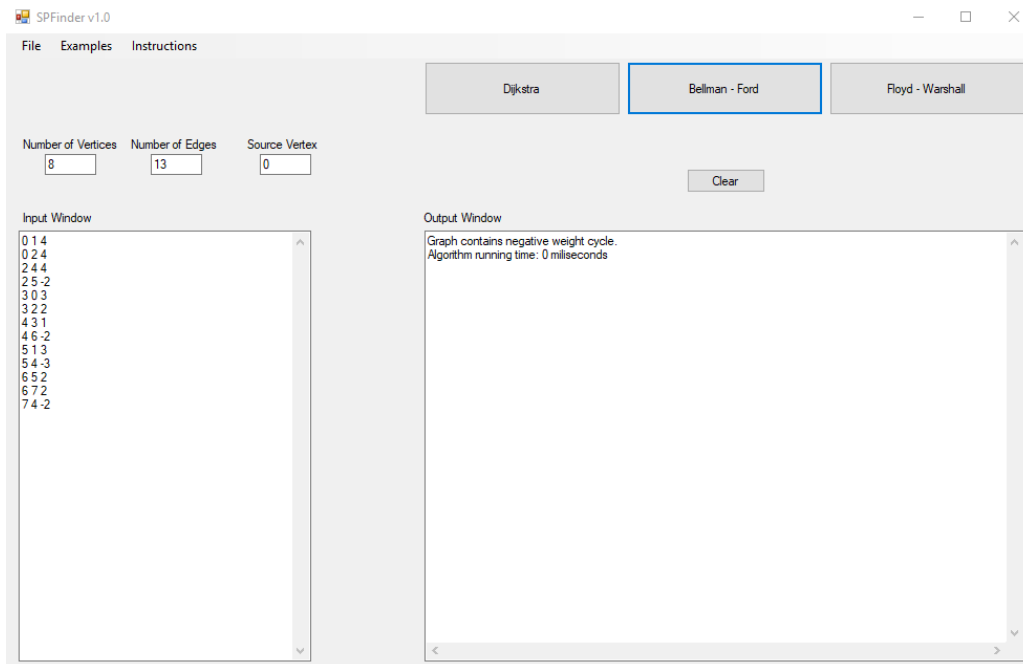 SPFinder v1.0
File Examples Instructions
Dijkstra Bellman - Ford Floyd - Warshall
Number of Vertices Number of Edges Source Vertex
8 13 0
Clear
Input Window
0 1 4
0 2 4
2 4 4
2 5 -2
3 0 3
3 2 2
4 3 1
4 6 -2
5 1 3
5 4 -3
6 5 2
6 7 2
7 4 -2
Output Window
Graph contains negative weight cycle.
Algorithm running time: 0 miliseconds